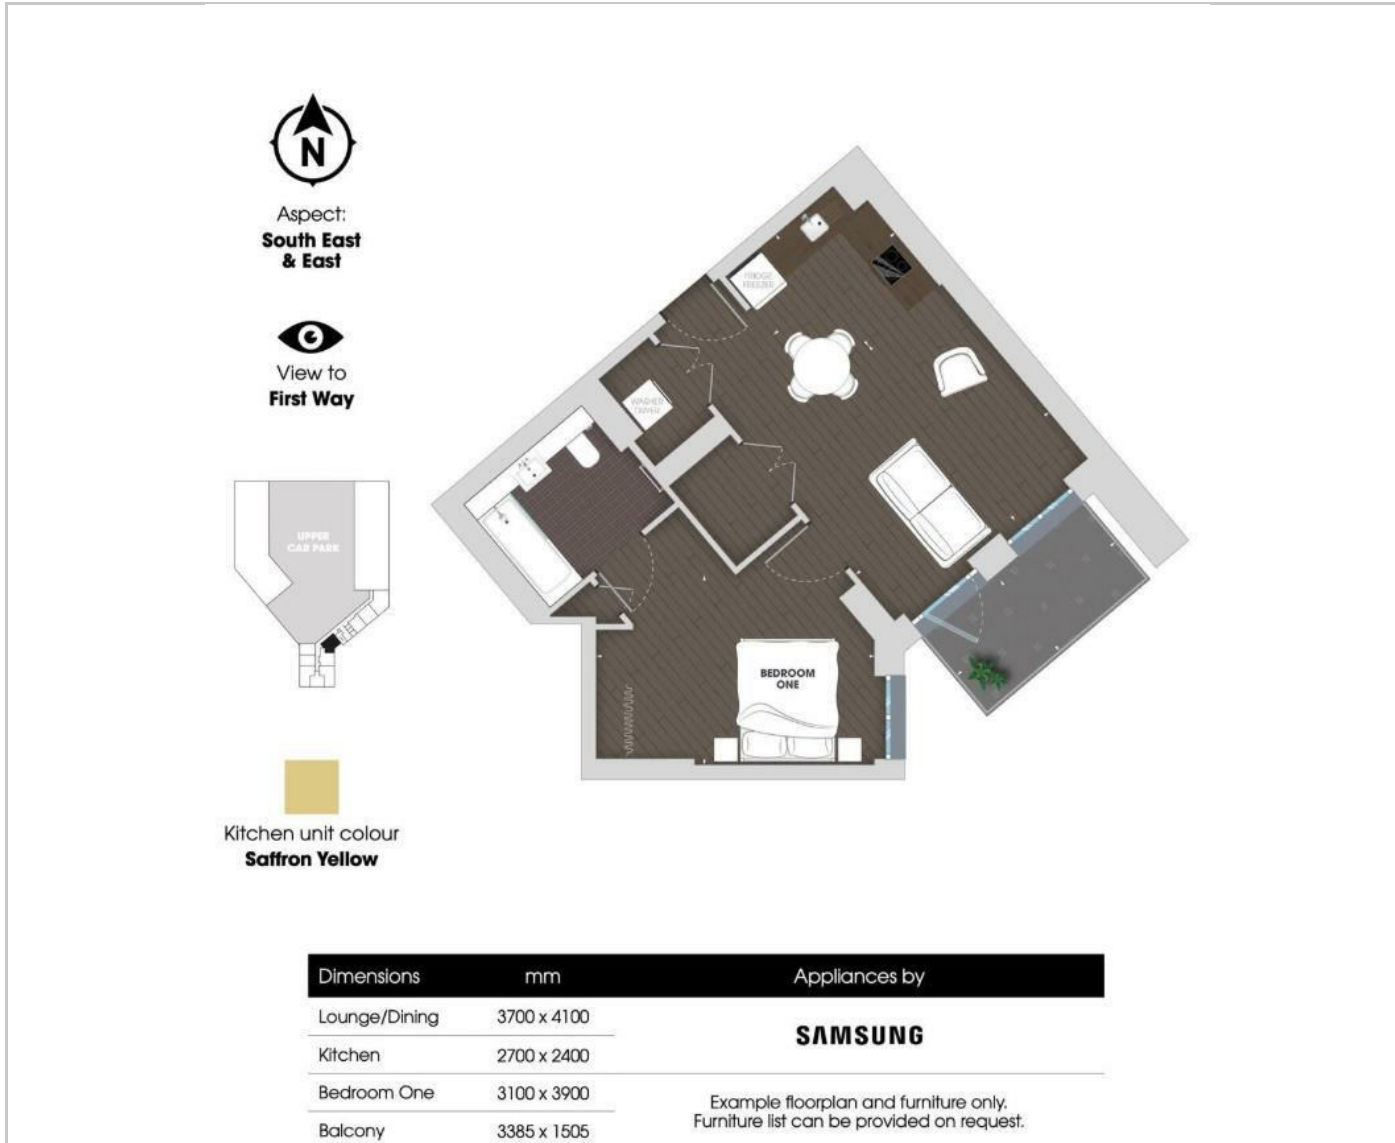 N
Aspect:
South East
& East
View to
First Way
UPPER
CAR PARK
Kitchen unit colour
Saffron Yellow
FRIDGE
FREEZER
WASHER
DRYER
BEDROOM
ONE
Dimensions mm Appliances by
Lounge/Dining 3700 x 4100
SAMSUNG
Kitchen 2700 x 2400
Bedroom One 3100 x 3900
Balcony 3385 x 1505
Example floorplan and furniture only.
Furniture list can be provided on request.